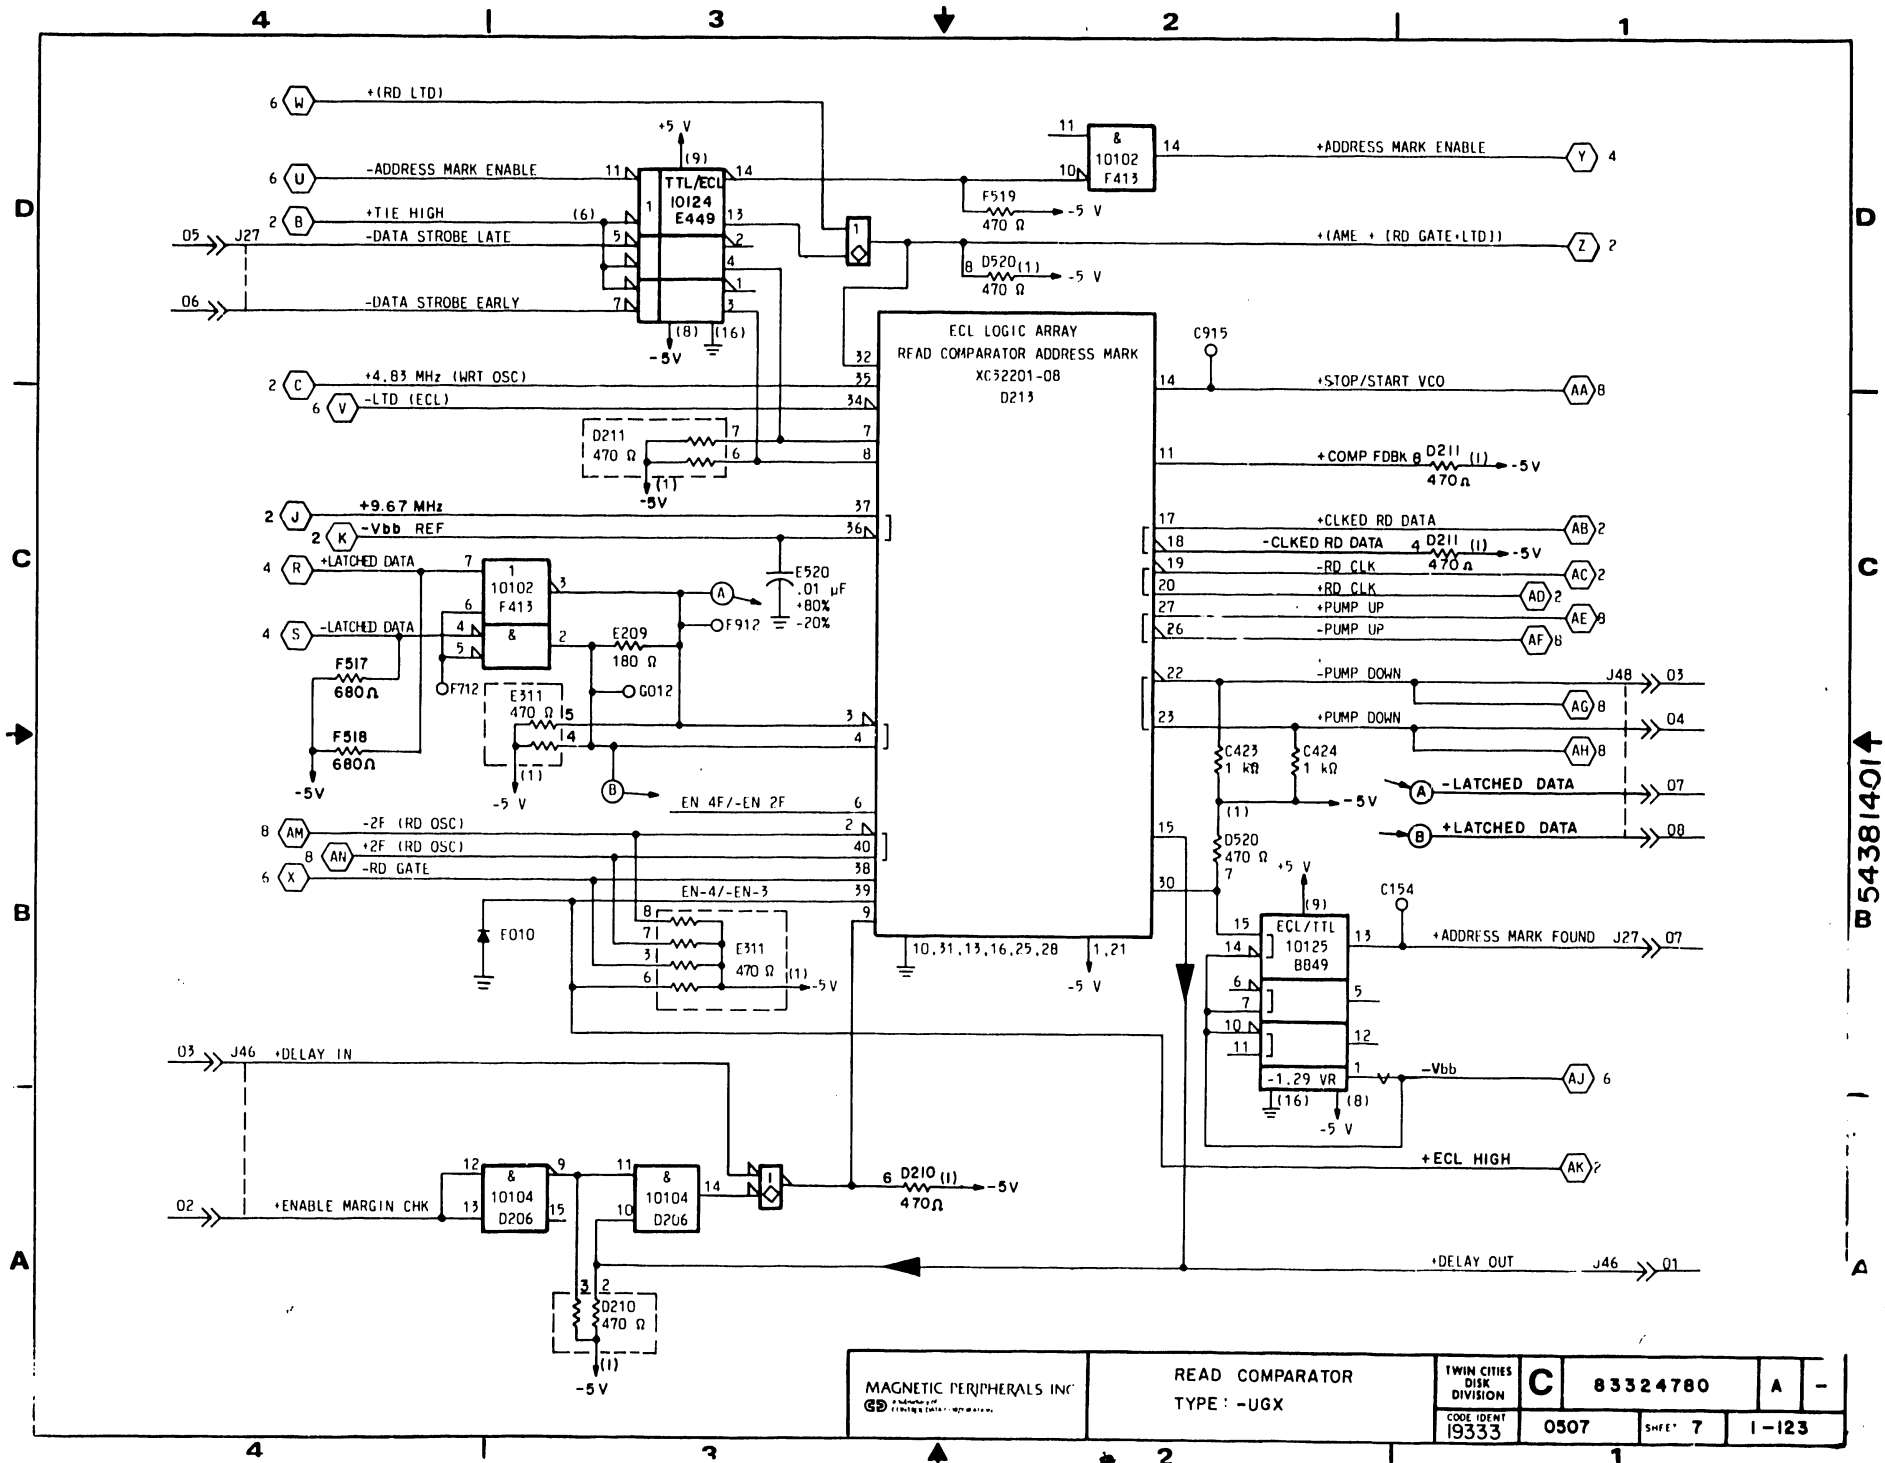 4 3 2 1
6 W +(RD LTD)
+5 V
(9)
11
&
10102
F413
10
14 +ADDRESS MARK ENABLE Y 4
6 U -ADDRESS MARK ENABLE 11
TTL/ECL
10124
E449
1
14
13
2
4
1
3
F519
470 Ω
-5 V
D
D
2 B +TIE HIGH (6)
05 J27 -DATA STROBE LATE 5
06 -DATA STROBE EARLY 7
(8) (16)
-5V
1
+(AME + (RD GATE+LTD)) Z 2
8 D520 (1) -5 V
470 Ω
ECL LOGIC ARRAY
READ COMPARATOR ADDRESS MARK
XC32201-08
D213
32
2 C +4.83 MHz (WRT OSC) 35
6 V -LTD (ECL) 34
C915
14 +STOP/START VCO AA 8
D211
470 Ω
7 7
6 8
(1)
-5V
11 +COMP FDBK 8 D211 (1) -5V
470Ω
2 J +9.67 MHz 37
2 K -Vbb REF 36
17 +CLKED RD DATA AB 2
18 -CLKED RD DATA 4 D211 (1) -5V
470Ω
C
C
4 R +LATCHED DATA 7
1
10102
F413
3
A
E520
.01 µF
+80%
-20%
F912
6
4 S -LATCHED DATA 4
5
&
2 E209
180 Ω
19 -RD CLK AC 2
20 +RD CLK AD 2
27 +PUMP UP AE 8
26 -PUMP UP AF 8
F517
680Ω
F712
E311
470 Ω
G012
5
4
(1)
-5 V
3
4
F518
680Ω
-5V
B
22 -PUMP DOWN J48 03
AG 8
23 +PUMP DOWN 04
AH 8
C423
1 kΩ
C424
1 kΩ
(1)
-5V
A -LATCHED DATA 07
B +LATCHED DATA 08
54381401
EN 4F/-EN 2F 6
8 AM -2F (RD OSC) 2
8 AN +2F (RD OSC) 40
6 X -RD GATE 38
EN-4/-EN-3 39
9
15
D520
470 Ω
7
30
B
B
E010
8
7
3
6
E311
470 Ω
(1)
-5V
10,31,13,16,25,28
1,21
-5 V
+5 V
(9)
C154
15
14
ECL/TTL
10125
B849
13 +ADDRESS MARK FOUND J27 07
6
7
5
10
11
12
-1.29 VR
1 -Vbb AJ 6
(16) (8)
-5 V
03 J46 +DELAY IN
+ECL HIGH AK 2
12
02 +ENABLE MARGIN CHK 13
&
10104
D206
9
15
11
10
&
10104
D206
14
1
6 D210 (1) -5V
470Ω
A
A
+DELAY OUT J46 01
3 2
D210
470 Ω
(1)
-5V
MAGNETIC PERIPHERALS INC
READ COMPARATOR
TYPE: -UGX
TWIN CITIES
DISK
DIVISION
C 83324780 A -
CODE IDENT
19333
0507 SHEET 7 1-123
4 3 2 1